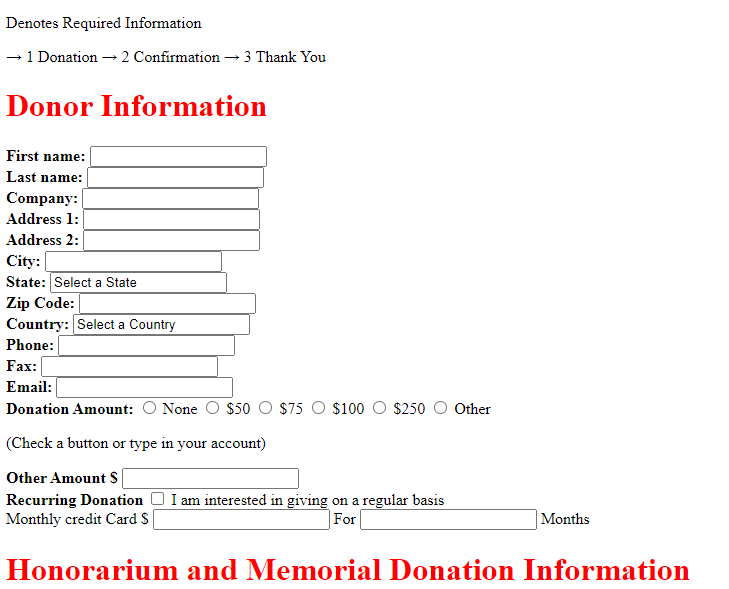 Denotes Required Information
→ 1 Donation → 2 Confirmation → 3 Thank You
Donor Information
First name:
Last name:
Company:
Address 1:
Address 2:
City:
State: Select a State
Zip Code:
Country: Select a Country
Phone:
Fax:
Email:
Donation Amount: None $50 $75 $100 $250 Other
(Check a button or type in your account)
Other Amount $
Recurring Donation I am interested in giving on a regular basis
Monthly credit Card $ For Months
Honorarium and Memorial Donation Information